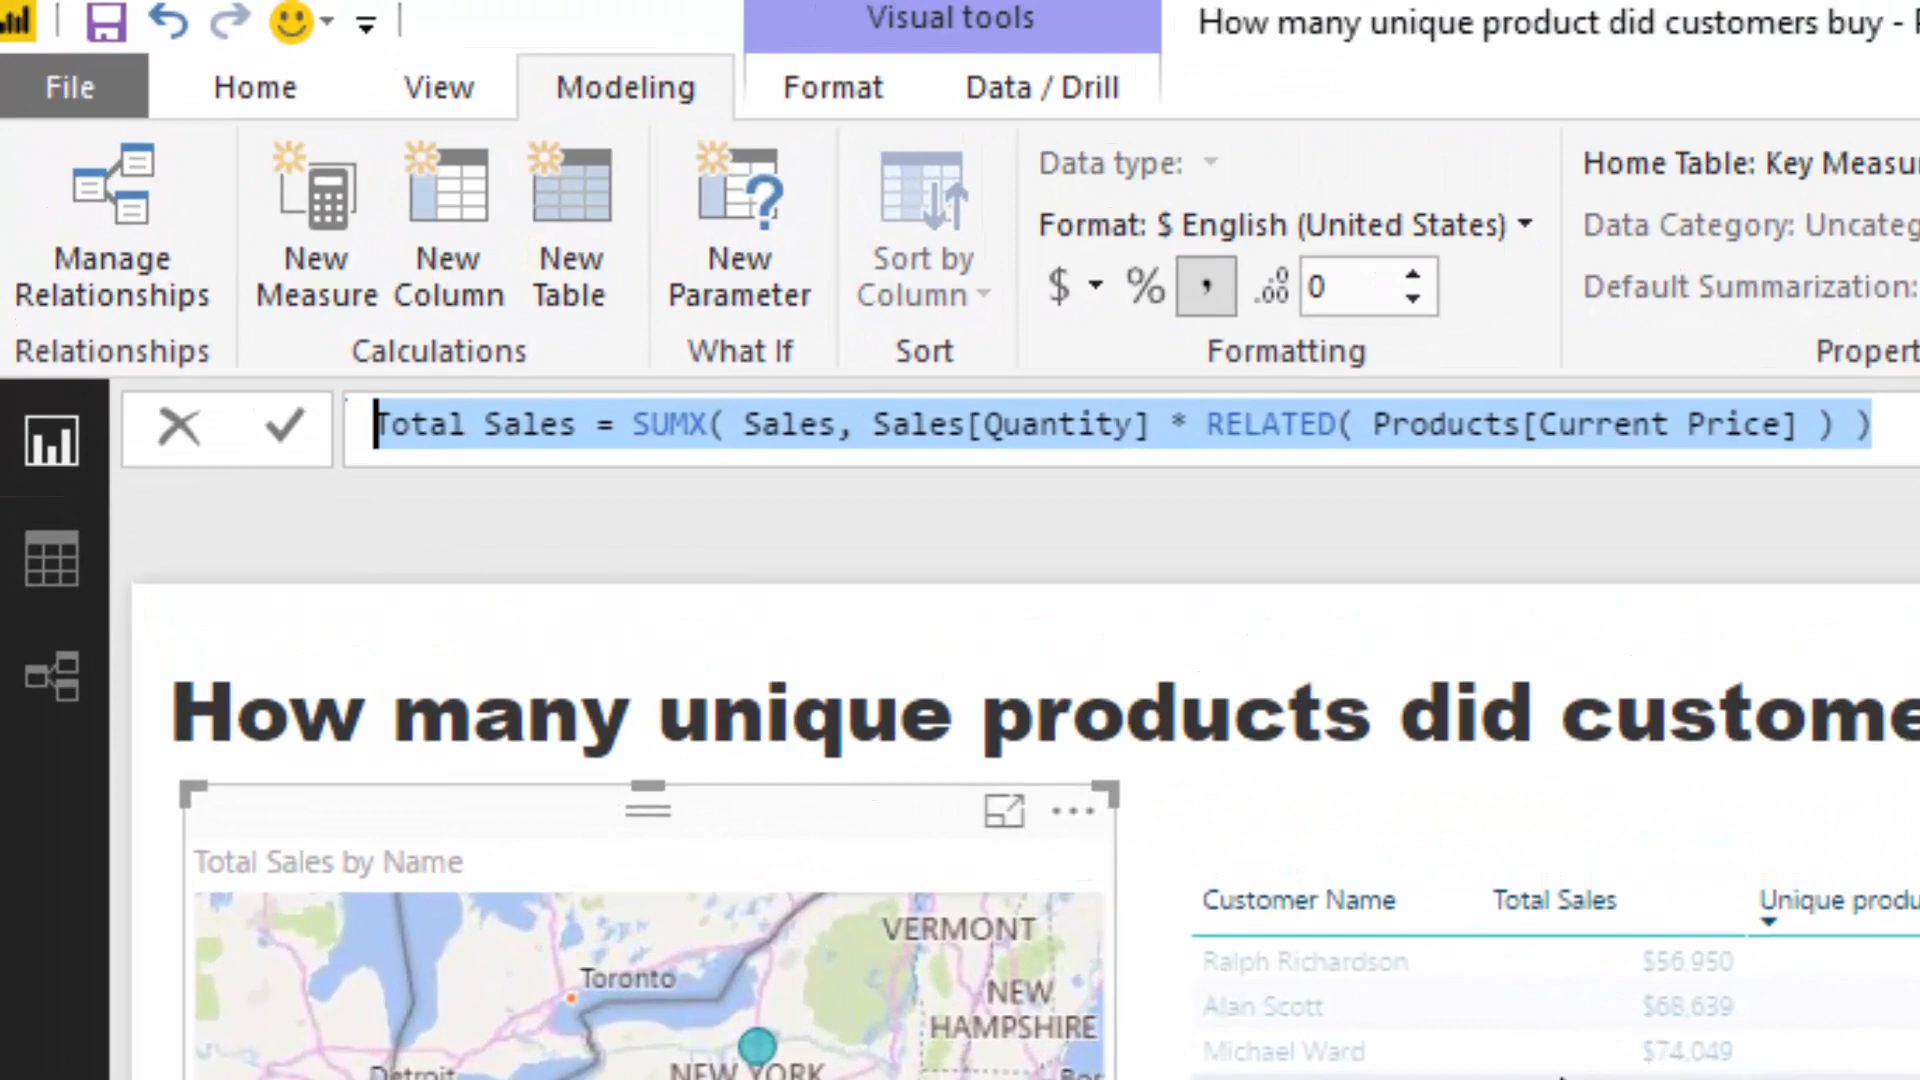 Visual tools
How many unique product did customers buy -
File
Home
View
Modeling
Format
Data / Drill
Manage
Relationships
New
Measure
New
Column
New
Table
New
Parameter
Sort by
Column
Data type:
Format: $ English (United States)
$ % , .00 0
Home Table: Key Measu
Data Category: Uncateg
Default Summarization:
Relationships
Calculations
What If
Sort
Formatting
Propert
Total Sales = SUMX( Sales, Sales[Quantity] * RELATED( Products[Current Price] ) )
How many unique products did custome
Total Sales by Name
VERMONT
Toronto
NEW
HAMPSHIRE
NEW YORK
Detroit
Bos
Customer Name Total Sales Unique produ
Ralph Richardson $56,950
Alan Scott $68,639
Michael Ward $74,049